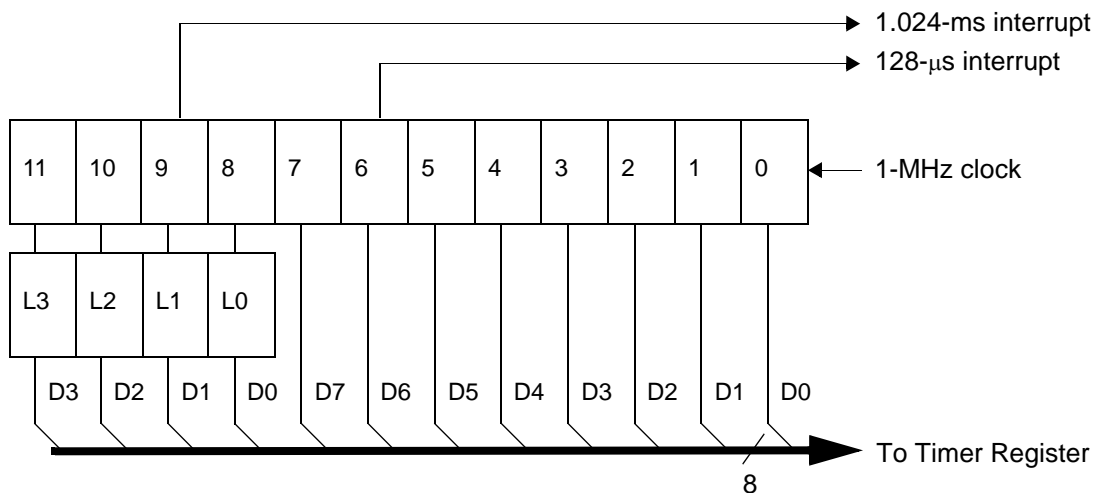 1.024-ms interrupt
128-μs interrupt
11 10 9 8 7 6 5 4 3 2 1 0
1-MHz clock
L3 L2 L1 L0
D3 D2 D1 D0 D7 D6 D5 D4 D3 D2 D1 D0
To Timer Register
8